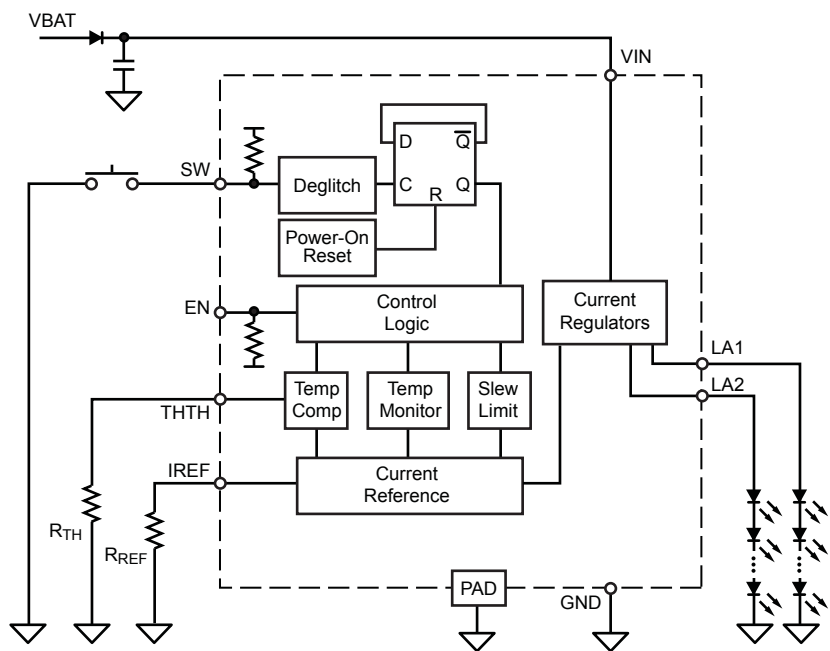 VBAT
VIN
D
Q
SW
Deglitch
C
Q
R
Power-On
Reset
EN
Control
Logic
Current
Regulators
LA1
LA2
THTH
Temp
Comp
Temp
Monitor
Slew
Limit
IREF
Current
Reference
RTH
RREF
PAD
GND